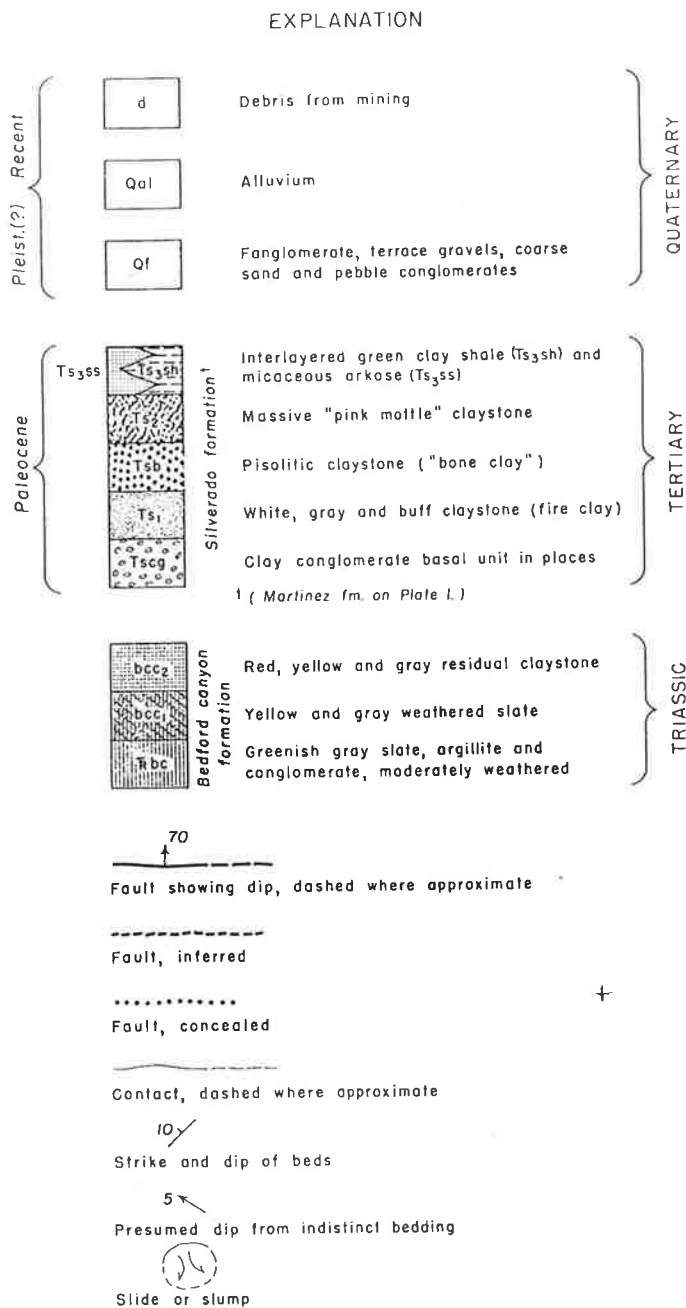 EXPLANATION
Recent
Pleist.(?)
QUATERNARY
d
Debris from mining
Qal
Alluvium
Qf
Fanglomerate, terrace gravels, coarse
sand and pebble conglomerates
Paleocene
Silverado formation†
TERTIARY
Ts₃ss
Ts₃sh
Interlayered green clay shale (Ts₃sh) and
micaceous arkose (Ts₃ss)
Ts₂
Massive "pink mottle" claystone
Tsb
Pisolitic claystone ("bone clay")
Ts₁
White, gray and buff claystone (fire clay)
Tscg
Clay conglomerate basal unit in places
† (Martinez fm. on Plate I.)
Bedford canyon
formation
TRIASSIC
bcc₂
Red, yellow and gray residual claystone
bcc₁
Yellow and gray weathered slate
Ꞧbc
Greenish gray slate, argillite and
conglomerate, moderately weathered
70
Fault showing dip, dashed where approximate
Fault, inferred
Fault, concealed
Contact, dashed where approximate
10
Strike and dip of beds
5
Presumed dip from indistinct bedding
Slide or slump